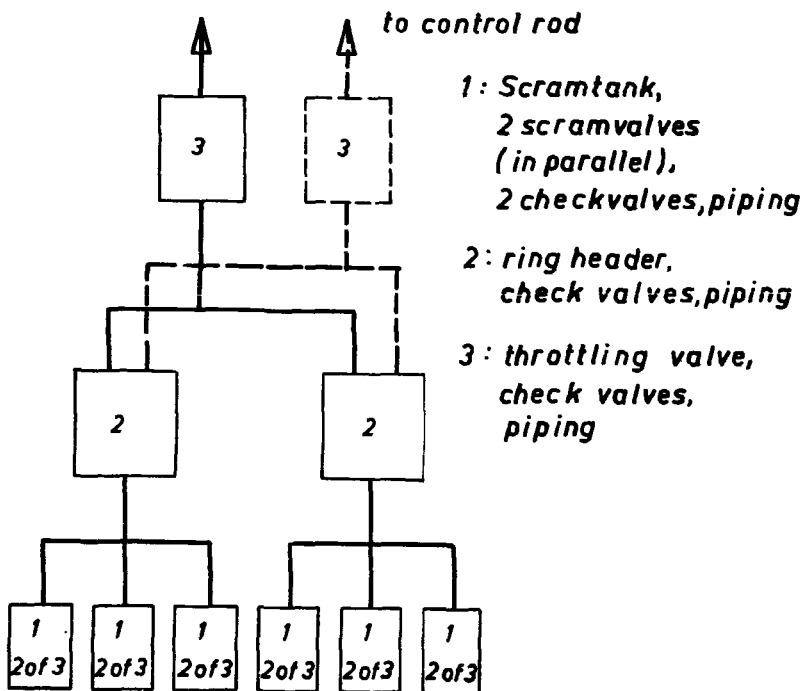 to control rod
3
3
1: Scramtank,
2 scramvalves
(in parallel),
2 checkvalves, piping
2: ring header,
check valves, piping
3: throttling valve,
check valves,
piping
2
2
1
2of3
1
2of3
1
2of3
1
2of3
1
2of3
1
2of3